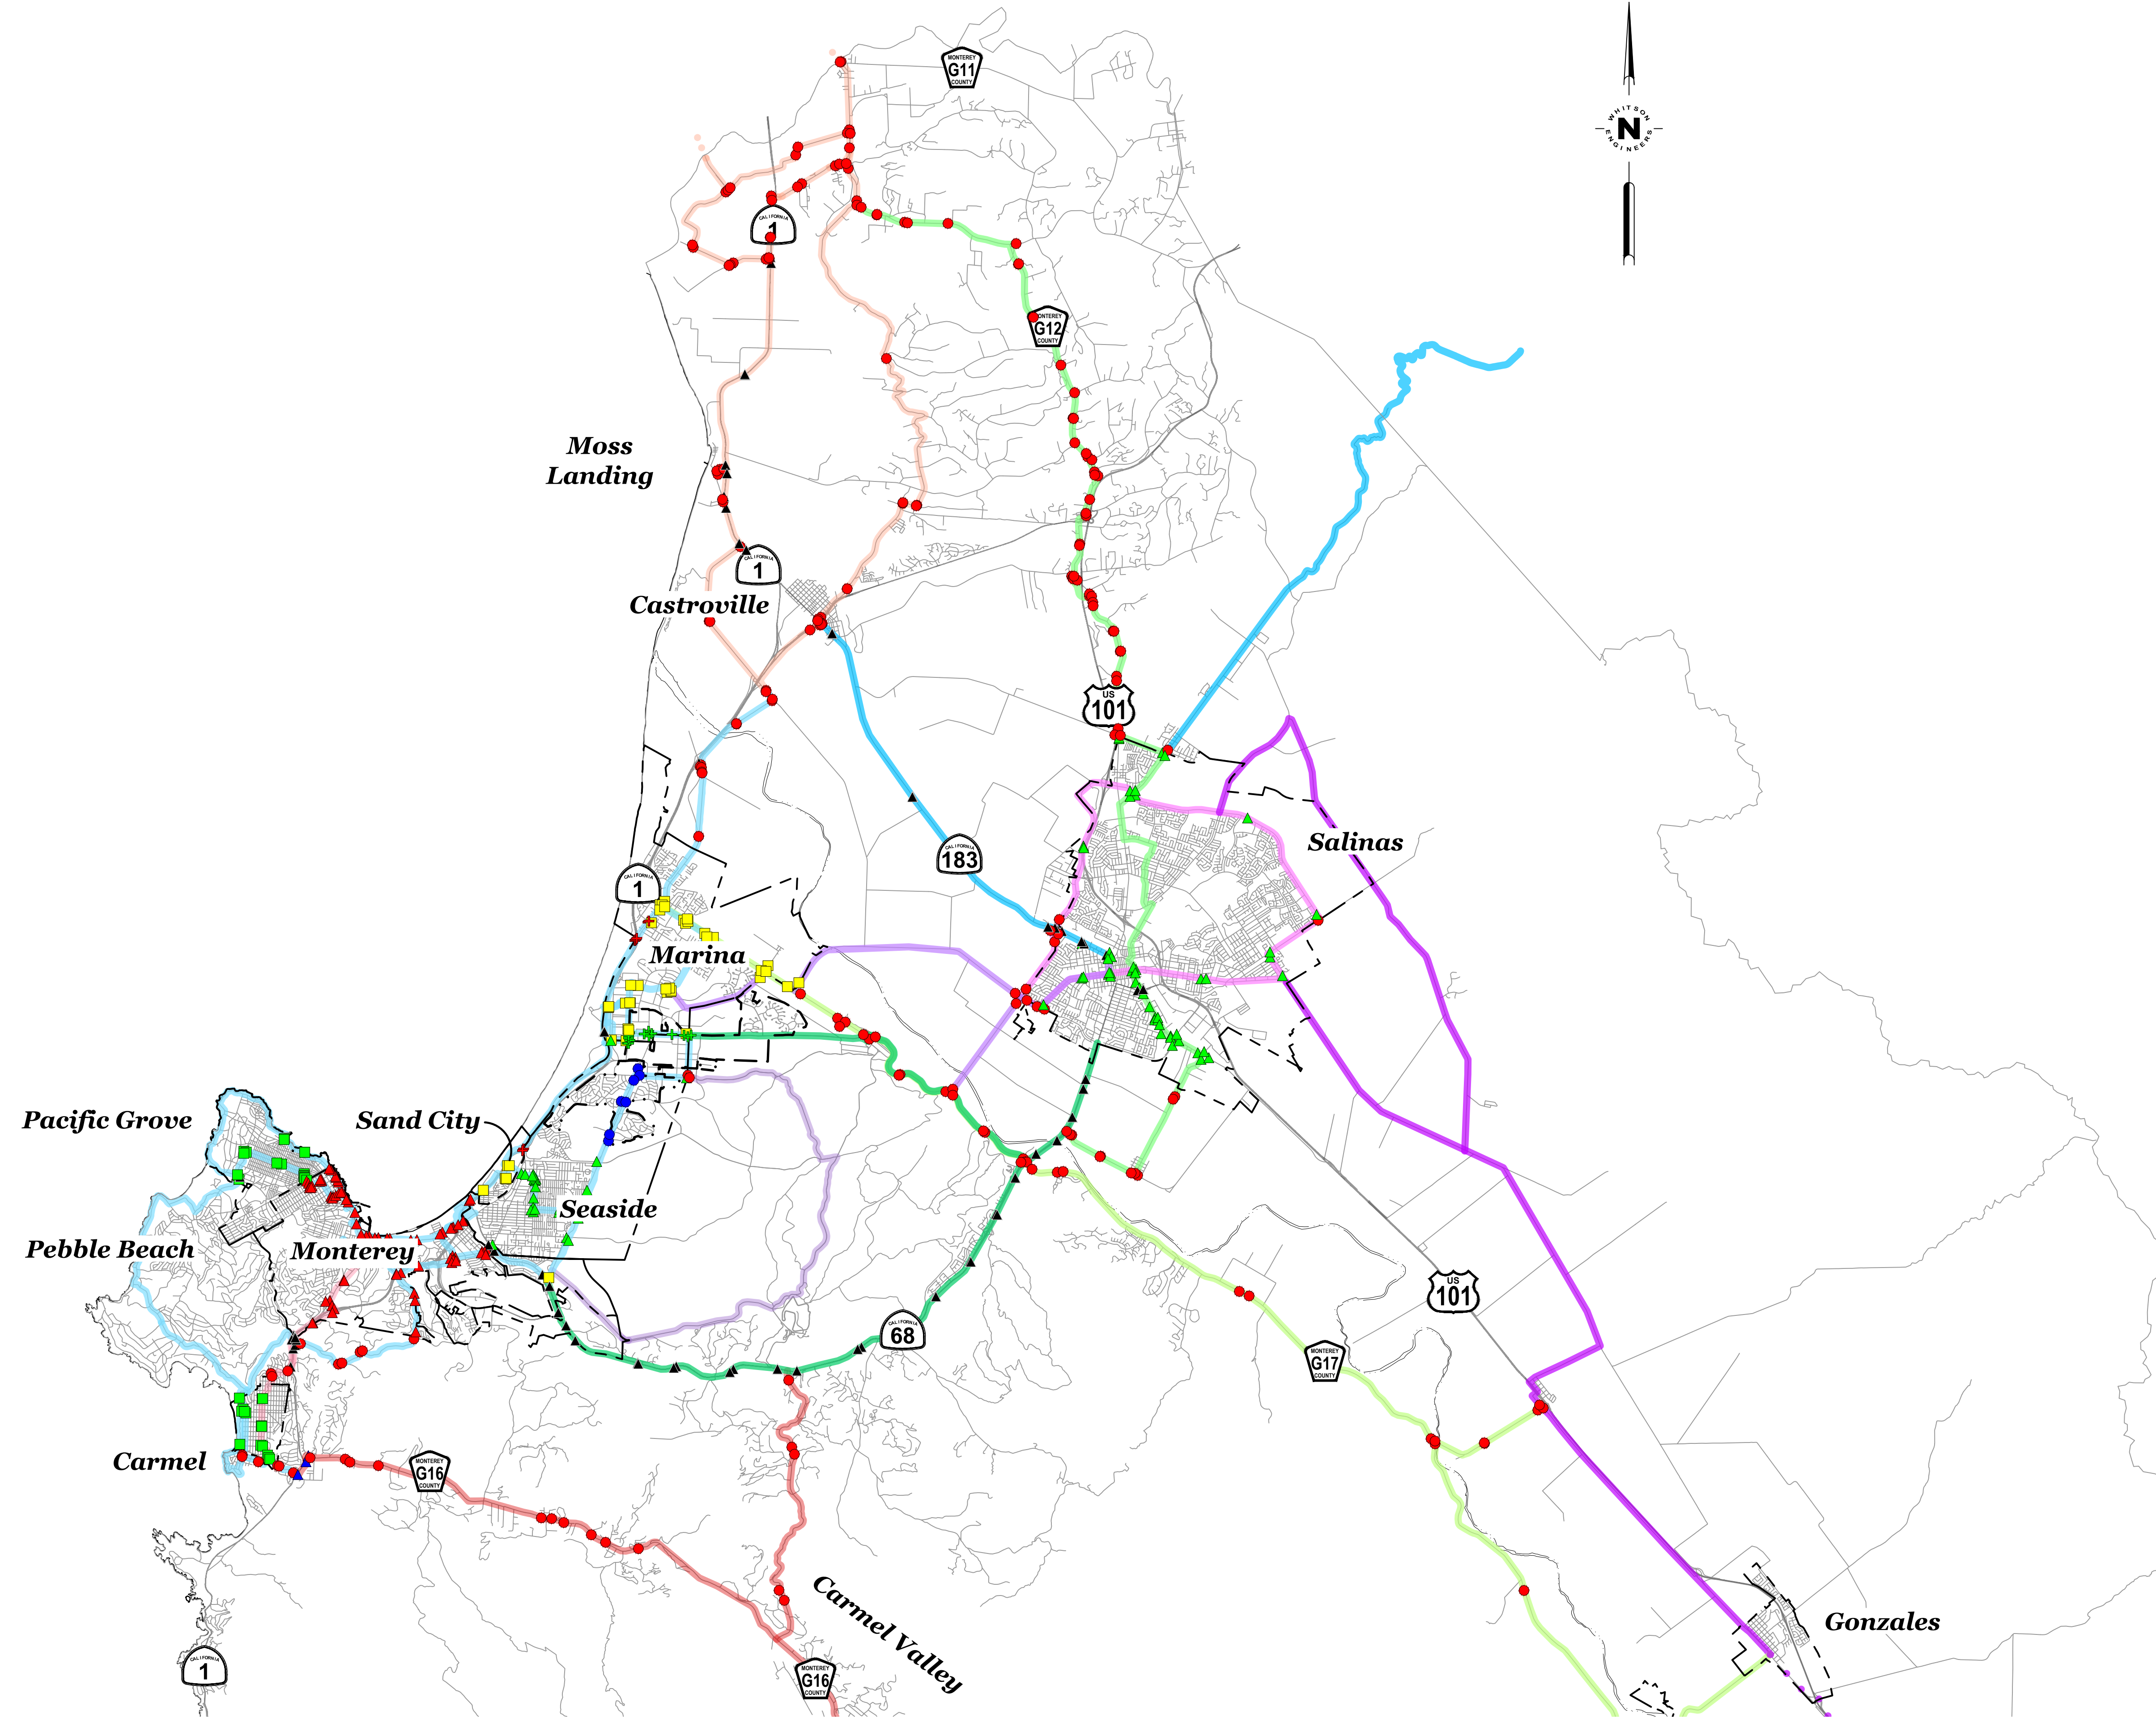 MONTEREY
G11
COUNTY
WHITSON
N
ENGINEERS
CALIFORNIA
1
MONTEREY
G12
COUNTY
Moss
Landing
CALIFORNIA
1
Castroville
US
101
CALIFORNIA
183
Salinas
CALIFORNIA
1
Marina
Pacific Grove
Sand City
Seaside
Pebble Beach
Monterey
US
101
CALIFORNIA
68
MONTEREY
G17
COUNTY
Carmel
MONTEREY
G16
COUNTY
Carmel Valley
Gonzales
CALIFORNIA
1
MONTEREY
G16
COUNTY